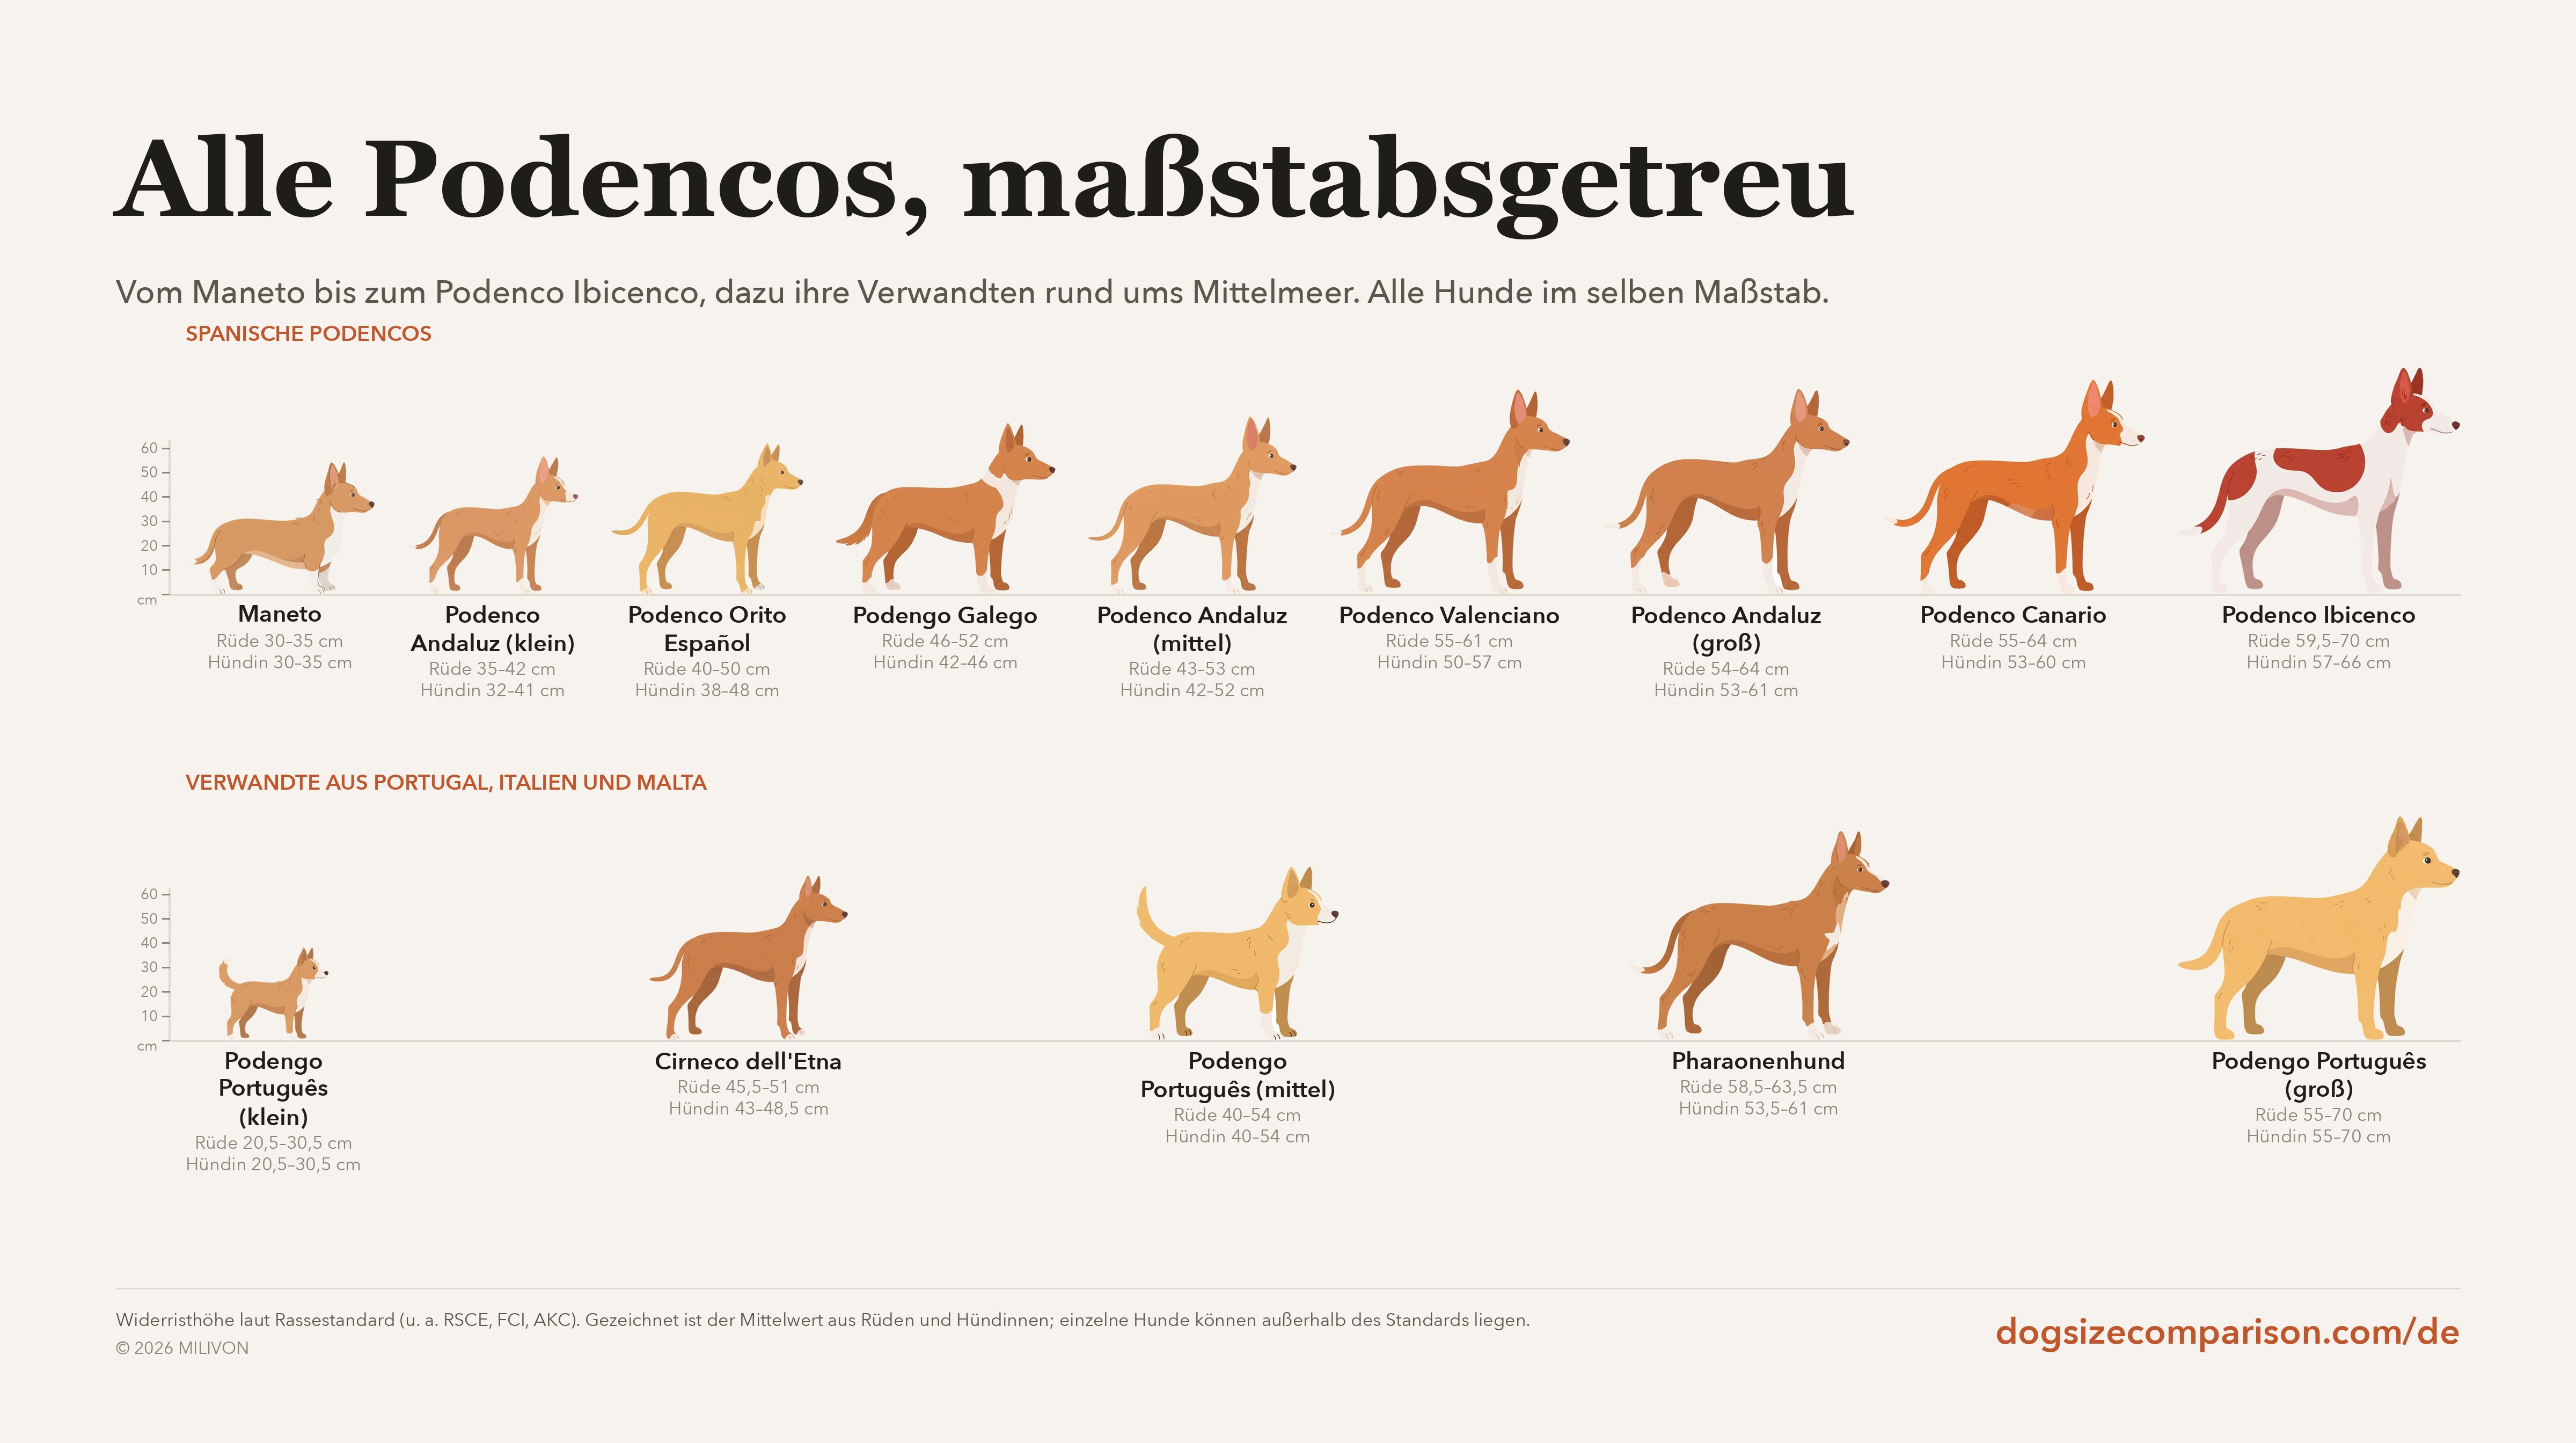 Alle Podencos, maßstabsgetreu
Vom Maneto bis zum Podenco Ibicenco, dazu ihre Verwandten rund ums Mittelmeer. Alle Hunde im selben Maßstab.
SPANISCHE PODENCOS
60
50
40
30
20
10
cm
Maneto
Rüde 30–35 cm
Hündin 30–35 cm
Podenco
Andaluz (klein)
Rüde 35–42 cm
Hündin 32–41 cm
Podenco Orito
Español
Rüde 40–50 cm
Hündin 38–48 cm
Podengo Galego
Rüde 46–52 cm
Hündin 42–46 cm
Podenco Andaluz
(mittel)
Rüde 43–53 cm
Hündin 42–52 cm
Podenco Valenciano
Rüde 55–61 cm
Hündin 50–57 cm
Podenco Andaluz
(groß)
Rüde 54–64 cm
Hündin 53–61 cm
Podenco Canario
Rüde 55–64 cm
Hündin 53–60 cm
Podenco Ibicenco
Rüde 59,5–70 cm
Hündin 57–66 cm
VERWANDTE AUS PORTUGAL, ITALIEN UND MALTA
60
50
40
30
20
10
cm
Podengo
Português
(klein)
Rüde 20,5–30,5 cm
Hündin 20,5–30,5 cm
Cirneco dell'Etna
Rüde 45,5–51 cm
Hündin 43–48,5 cm
Podengo
Português (mittel)
Rüde 40–54 cm
Hündin 40–54 cm
Pharaonenhund
Rüde 58,5–63,5 cm
Hündin 53,5–61 cm
Podengo Português
(groß)
Rüde 55–70 cm
Hündin 55–70 cm
Widerristhöhe laut Rassestandard (u. a. RSCE, FCI, AKC). Gezeichnet ist der Mittelwert aus Rüden und Hündinnen; einzelne Hunde können außerhalb des Standards liegen.
© 2026 MILIVON
dogsizecomparison.com/de